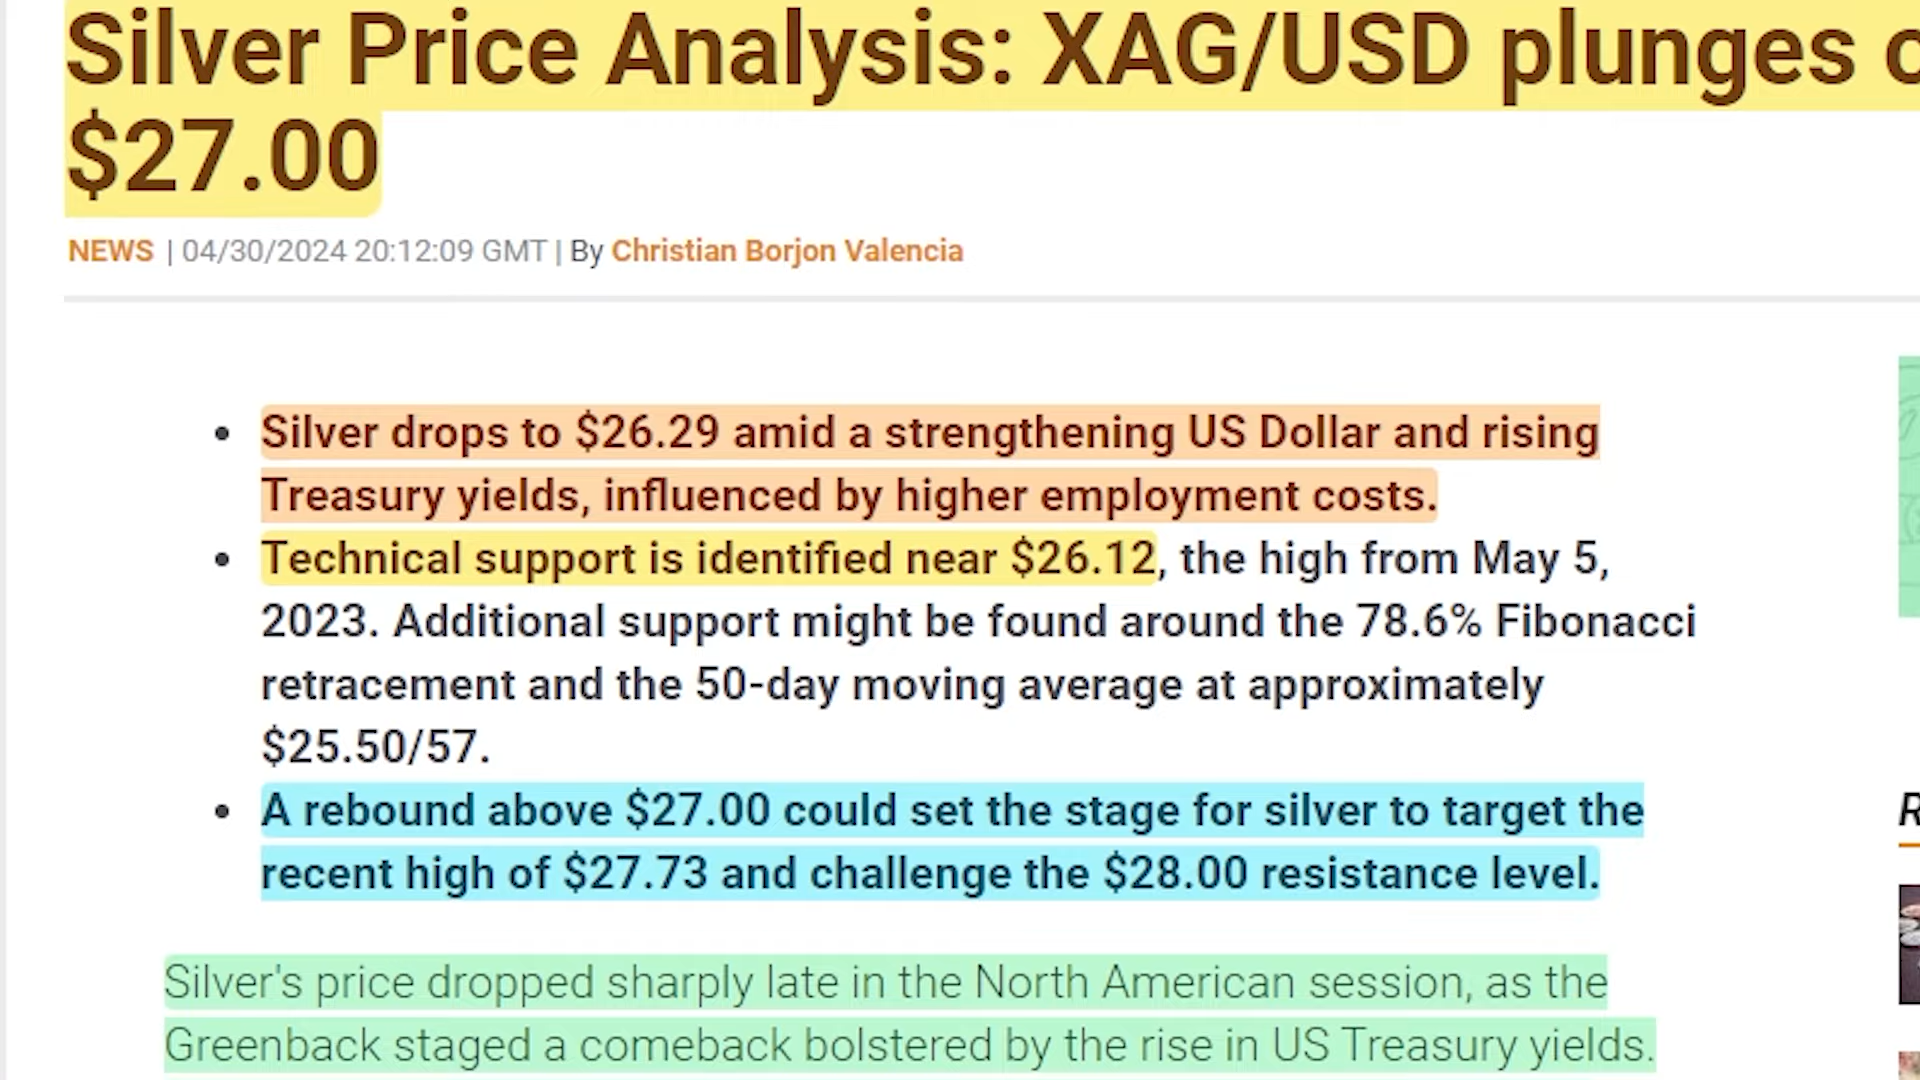 Silver Price Analysis: XAG/USD plunges
$27.00
NEWS | 04/30/2024 20:12:09 GMT | By Christian Borjon Valencia
• Silver drops to $26.29 amid a strengthening US Dollar and rising
Treasury yields, influenced by higher employment costs.
• Technical support is identified near $26.12, the high from May 5,
2023. Additional support might be found around the 78.6% Fibonacci
retracement and the 50-day moving average at approximately
$25.50/57.
• A rebound above $27.00 could set the stage for silver to target the
recent high of $27.73 and challenge the $28.00 resistance level.
Silver's price dropped sharply late in the North American session, as the
Greenback staged a comeback bolstered by the rise in US Treasury yields.